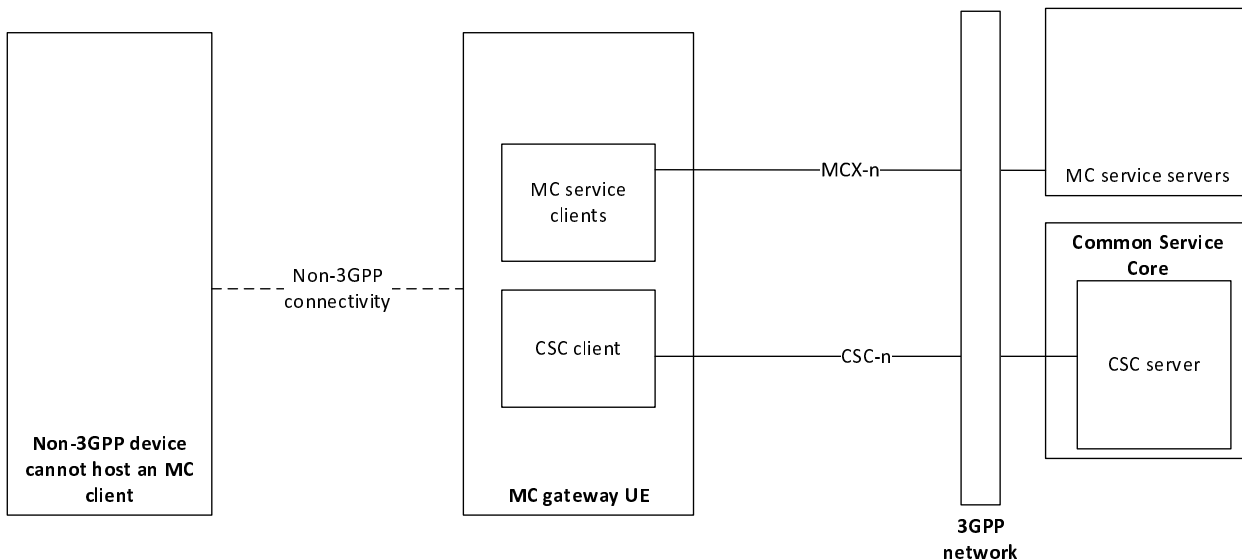 Non-3GPP device
cannot host an MC
client
Non-3GPP
connectivity
MC service
clients
CSC client
MC gateway UE
MCX-n
CSC-n
3GPP
network
MC service servers
Common Service
Core
CSC server